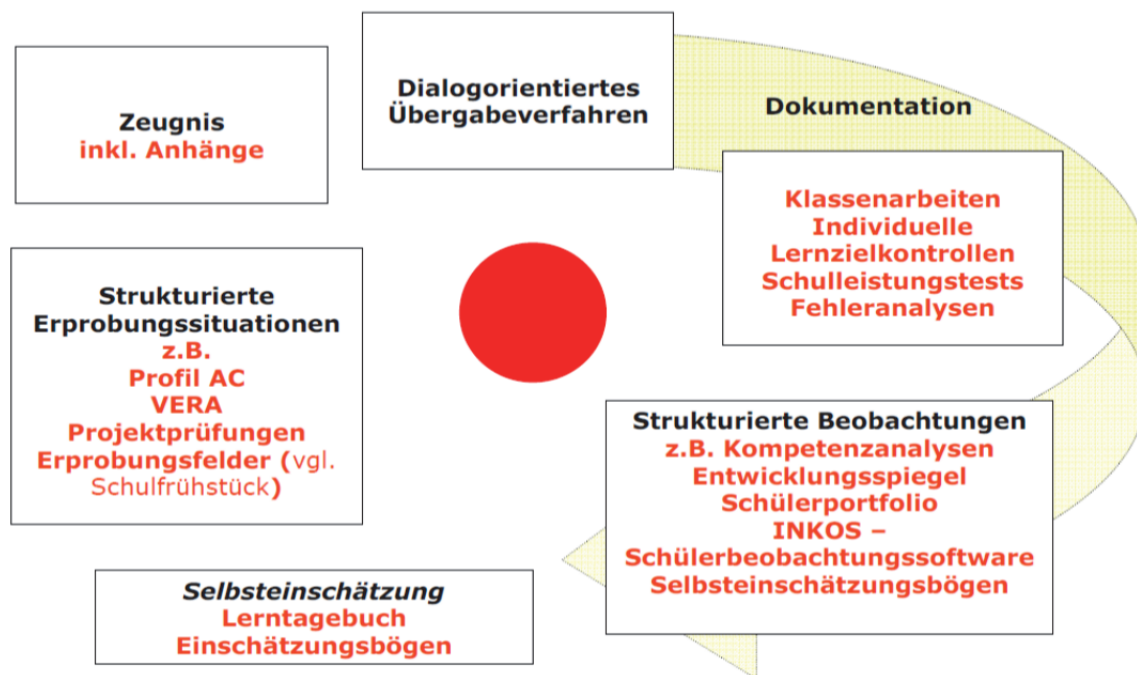 Zeugnis
inkl. Anhänge
Dialogorientiertes
Übergabeverfahren
Dokumentation
Klassenarbeiten
Individuelle
Lernzielkontrollen
Schulleistungstests
Fehleranalysen
Strukturierte
Erprobungssituationen
z.B.
Profil AC
VERA
Projektprüfungen
Erprobungsfelder (vgl.
Schulfrühstück)
Strukturierte Beobachtungen
z.B. Kompetenzanalysen
Entwicklungsspiegel
Schülerportfolio
INKOS –
Schülerbeobachtungssoftware
Selbsteinschätzungsbögen
Selbsteinschätzung
Lerntagebuch
Einschätzungsbögen